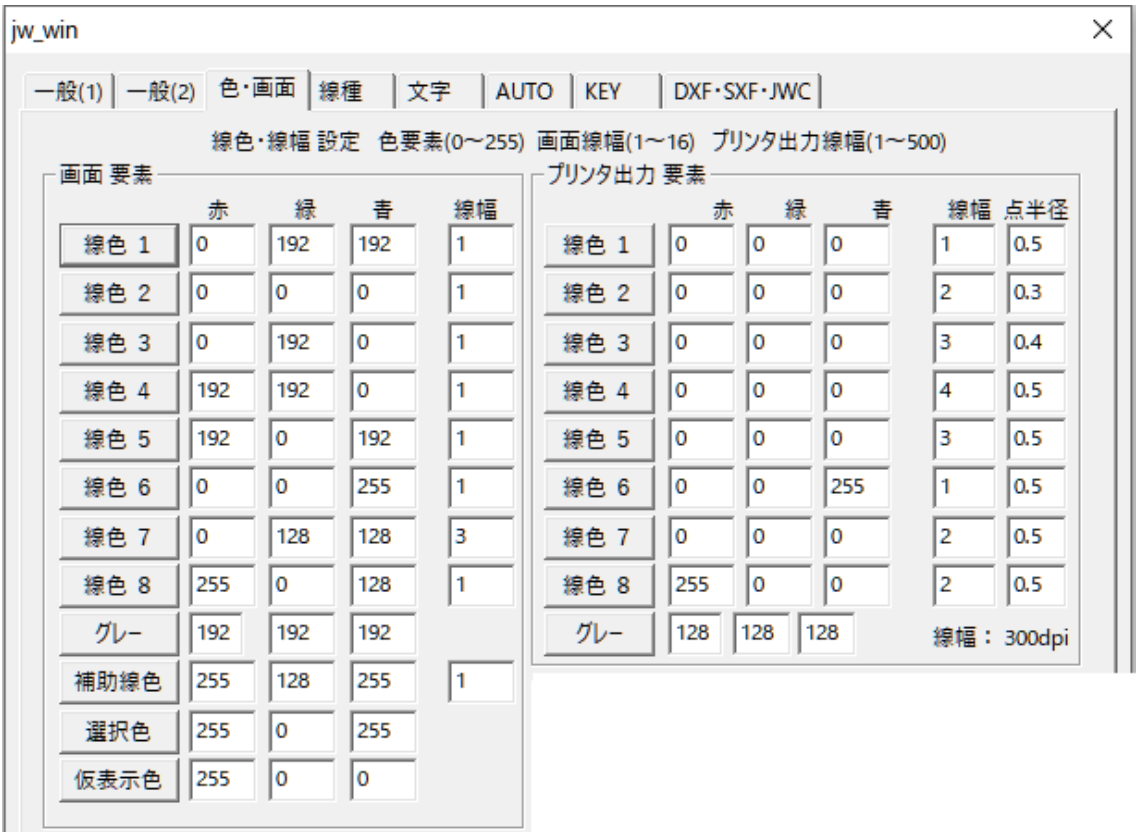 jw_win
一般(1) 一般(2) 色・画面 線種 文字 AUTO KEY DXF・SXF・JWC
線色・線幅 設定 色要素(0～255) 画面線幅(1～16) プリンタ出力線幅(1～500)
画面 要素
赤 緑 青 線幅
線色 1 0 192 192 1
線色 2 0 0 0 1
線色 3 0 192 0 1
線色 4 192 192 0 1
線色 5 192 0 192 1
線色 6 0 0 255 1
線色 7 0 128 128 3
線色 8 255 0 128 1
グレー 192 192 192
補助線色 255 128 255 1
選択色 255 0 255
仮表示色 255 0 0
プリンタ出力 要素
赤 緑 青 線幅 点半径
線色 1 0 0 0 1 0.5
線色 2 0 0 0 2 0.3
線色 3 0 0 0 3 0.4
線色 4 0 0 0 4 0.5
線色 5 0 0 0 3 0.5
線色 6 0 0 255 1 0.5
線色 7 0 0 0 2 0.5
線色 8 255 0 0 2 0.5
グレー 128 128 128 線幅： 300dpi